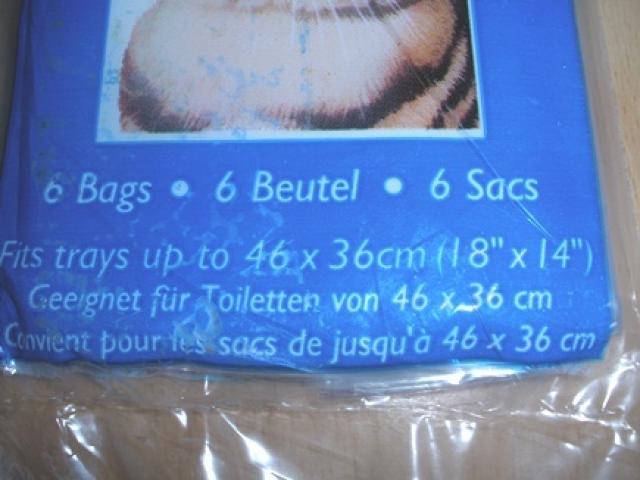 6 Bags • 6 Beutel • 6 Sacs
Fits trays up to 46 x 36cm (18" x 14")
Geeignet für Toiletten von 46 x 36 cm
Convient pour les sacs de jusqu'à 46 x 36 cm